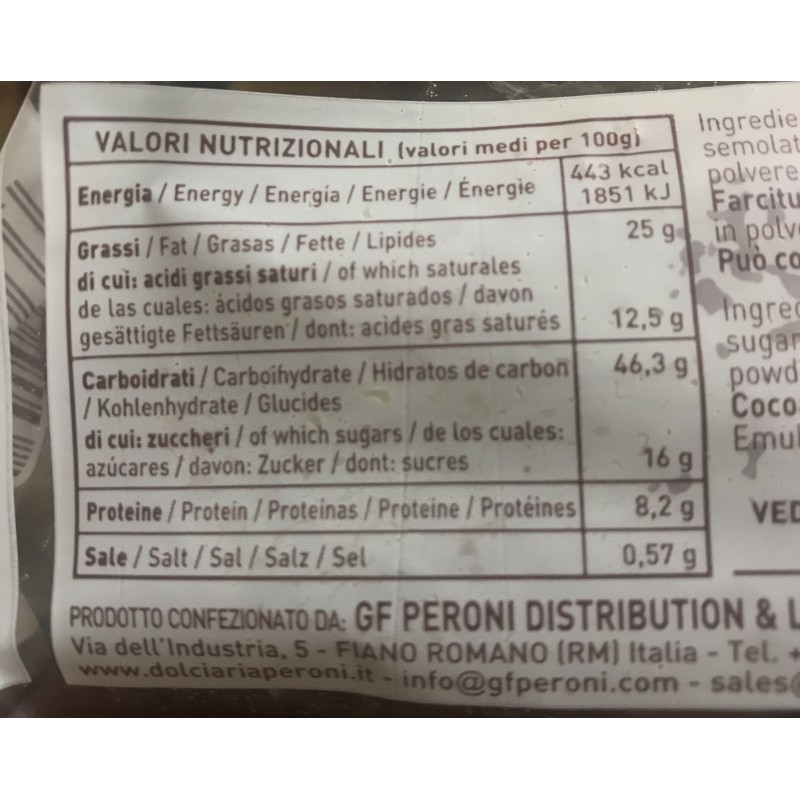 VALORI NUTRIZIONALI (valori medi per 100g)
Energia / Energy / Energía / Energie / Énergie
443 kcal
1851 kJ
Grassi / Fat / Grasas / Fette / Lipides
25 g
di cui: acidi grassi saturi / of which saturales
de las cuales: ácidos grasos saturados / davon
gesättigte Fettsäuren / dont: acides gras saturés
12,5 g
Carboidrati / Carboihydrate / Hidratos de carbon
46,3 g
/ Kohlenhydrate / Glucides
di cui: zuccheri / of which sugars / de los cuales:
azúcares / davon: Zucker / dont: sucres
16 g
Proteine / Protein / Proteínas / Proteine / Protéines
8,2 g
Sale / Salt / Sal / Salz / Sel
0,57 g
PRODOTTO CONFEZIONATO DA: GF PERONI DISTRIBUTION & L
Via dell'Industria, 5 - FIANO ROMANO (RM) Italia - Tel. +
www.dolciariaperoni.it - info@gfperoni.com - sales@
Ingredie
semolat
polvere
Farcitu
in polv
Può co
Ingred
sugar
powd
Coco
Emul
VED